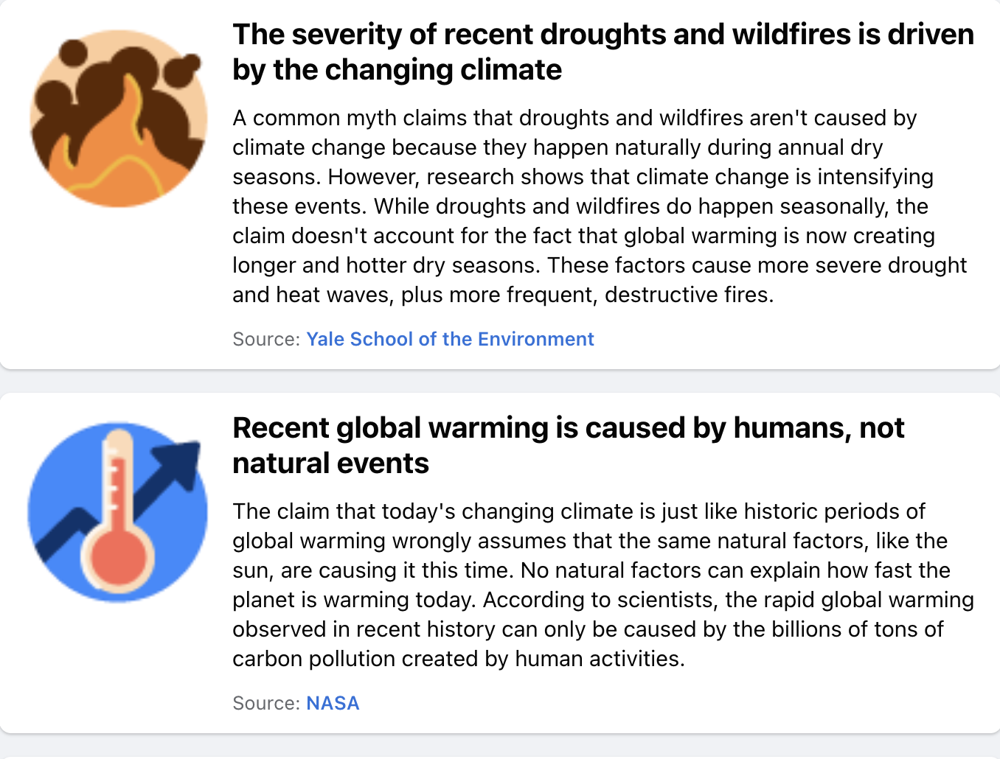 The severity of recent droughts and wildfires is driven
by the changing climate
A common myth claims that droughts and wildfires aren't caused by
climate change because they happen naturally during annual dry
seasons. However, research shows that climate change is intensifying
these events. While droughts and wildfires do happen seasonally, the
claim doesn't account for the fact that global warming is now creating
longer and hotter dry seasons. These factors cause more severe drought
and heat waves, plus more frequent, destructive fires.
Source: Yale School of the Environment
Recent global warming is caused by humans, not
natural events
The claim that today's changing climate is just like historic periods of
global warming wrongly assumes that the same natural factors, like the
sun, are causing it this time. No natural factors can explain how fast the
planet is warming today. According to scientists, the rapid global warming
observed in recent history can only be caused by the billions of tons of
carbon pollution created by human activities.
Source: NASA